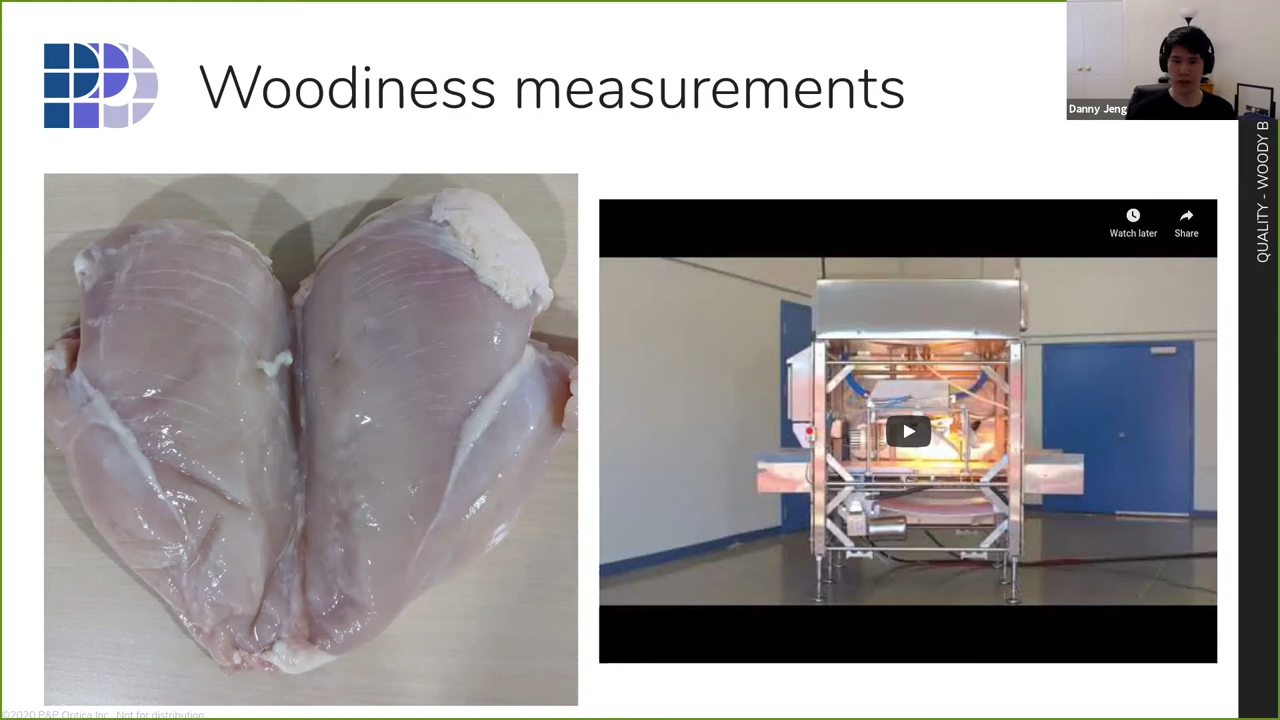 Woodiness measurements
Danny Jeng
QUALITY - WOODY B
Watch later
Share
©2020 P&P Optica Inc. Not for distribution